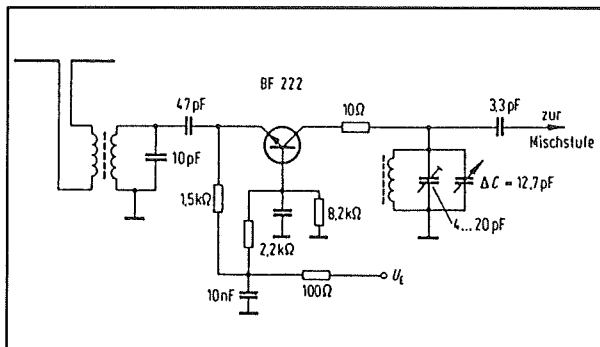 BF 222
47pF
10Ω
3,3pF
zur
Mischstufe
10pF
1,5kΩ
8,2kΩ
ΔC = 12,7pF
2,2kΩ
4...20pF
10nF
100Ω